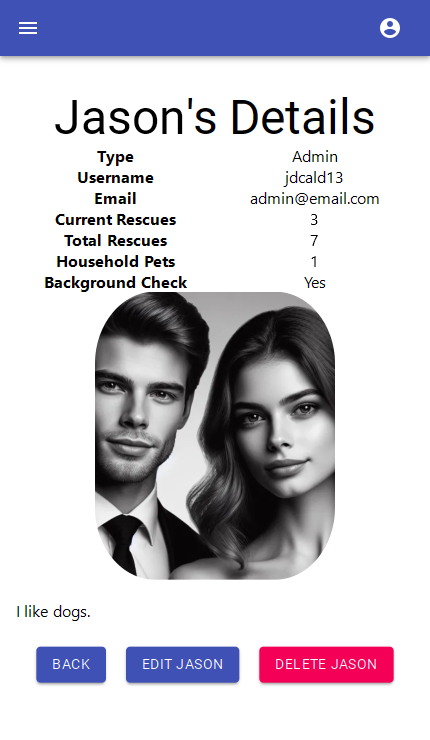 Jason's Details
Type Admin
Username jdcald13
Email admin@email.com
Current Rescues 3
Total Rescues 7
Household Pets 1
Background Check Yes
I like dogs.
BACK EDIT JASON DELETE JASON